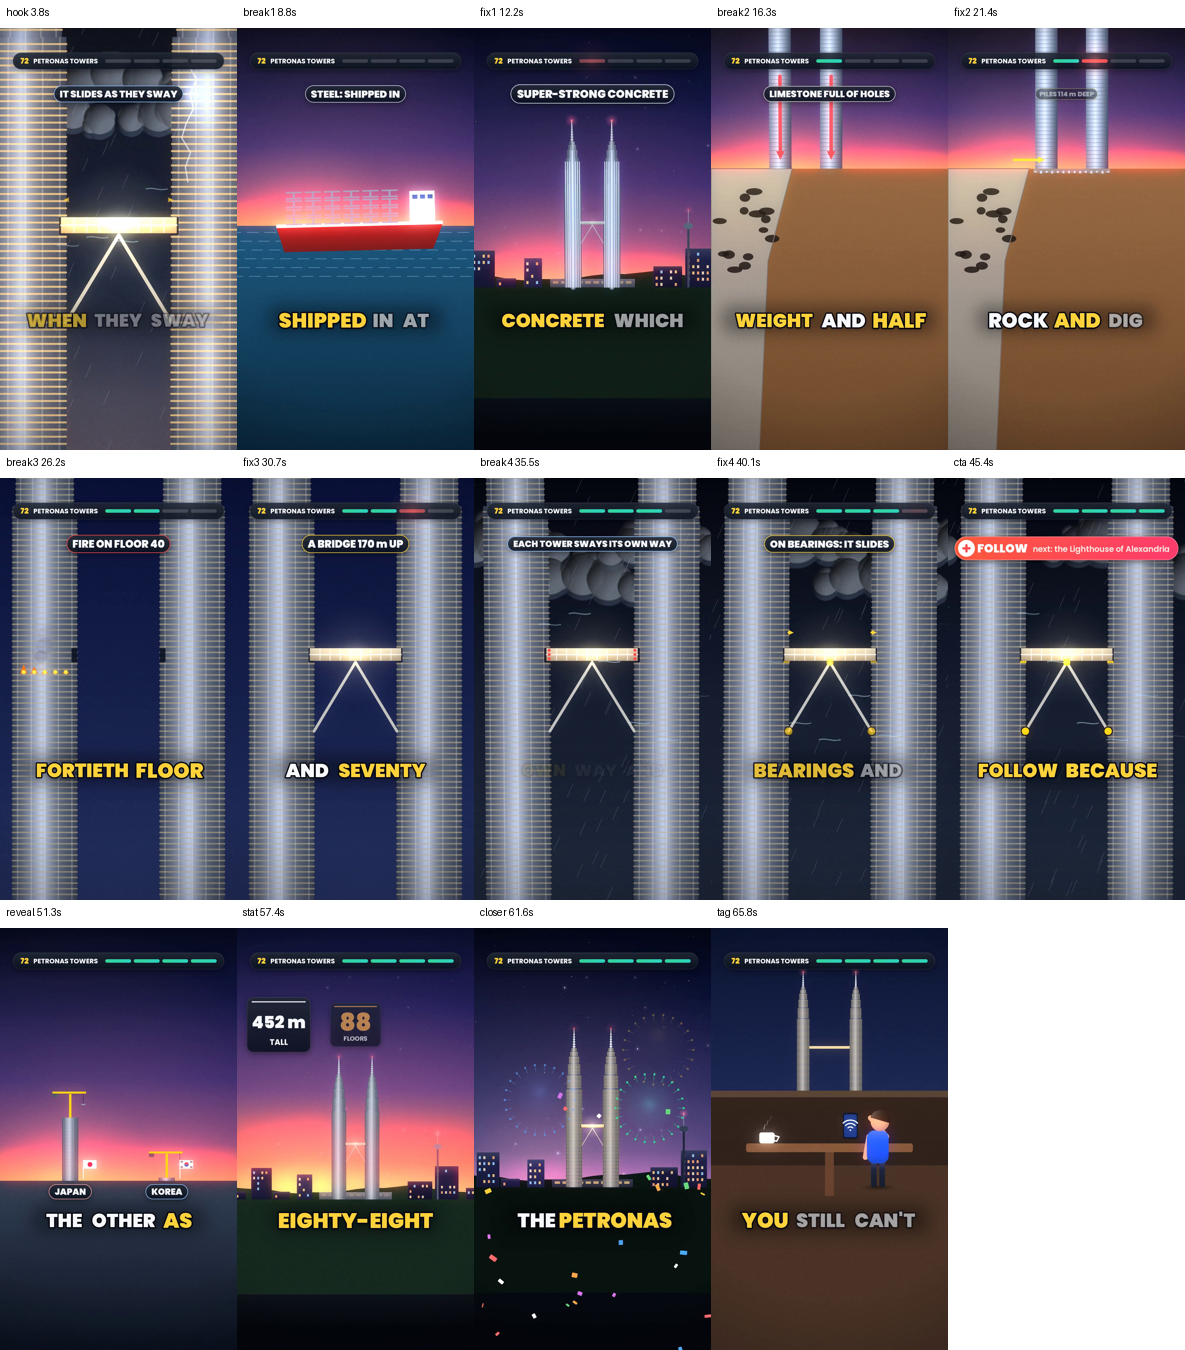 hook 3.8s
72 PETRONAS TOWERS
IT SLIDES AS THEY SWAY
WHEN THEY SWAY
break1 8.8s
72 PETRONAS TOWERS
STEEL: SHIPPED IN
SHIPPED IN AT
fix1 12.2s
72 PETRONAS TOWERS
SUPER-STRONG CONCRETE
CONCRETE WHICH
break2 16.3s
72 PETRONAS TOWERS
LIMESTONE FULL OF HOLES
WEIGHT AND HALF
fix2 21.4s
72 PETRONAS TOWERS
PILES 114 m DEEP
ROCK AND DIG
break3 26.2s
72 PETRONAS TOWERS
FIRE ON FLOOR 40
FORTIETH FLOOR
fix3 30.7s
72 PETRONAS TOWERS
A BRIDGE 170 m UP
AND SEVENTY
break4 35.5s
72 PETRONAS TOWERS
EACH TOWER SWAYS ITS OWN WAY
OWN WAY AND
fix4 40.1s
72 PETRONAS TOWERS
ON BEARINGS: IT SLIDES
BEARINGS AND
cta 45.4s
72 PETRONAS TOWERS
FOLLOW next: the Lighthouse of Alexandria
FOLLOW BECAUSE
reveal 51.3s
72 PETRONAS TOWERS
JAPAN
KOREA
THE OTHER AS
stat 57.4s
72 PETRONAS TOWERS
452 m
TALL
88
FLOORS
EIGHTY-EIGHT
closer 61.6s
72 PETRONAS TOWERS
THE PETRONAS
tag 65.8s
72 PETRONAS TOWERS
YOU STILL CAN'T